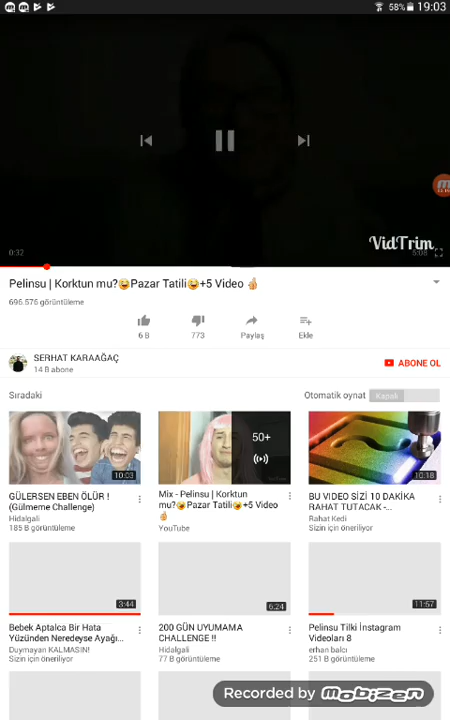 58% 19:03
VidTrim
0:32
5:08
Pelinsu | Korktun mu?😂Pazar Tatili😂+5 Video 👌
696.576 görüntüleme
6 B
773
Paylaş
Ekle
SERHAT KARAAĞAÇ
14 B abone
ABONE OL
Sıradaki
Otomatik oynat
Kapalı
10:03
50+
10:18
GÜLERSEN EBEN ÖLÜR !
(Gülmeme Challenge)
Hidalgali
185 B görüntüleme
Mix - Pelinsu | Korktun
mu?😂Pazar Tatili😂+5 Video
👌
YouTube
BU VIDEO SİZİ 10 DAKİKA
RAHAT TUTACAK -...
Rahat Kedi
Sizin için öneriliyor
3:44
6:24
11:57
Bebek Aptalca Bir Hata
Yüzünden Neredeyse Ayağı...
Duymayan KALMASIN!
Sizin için öneriliyor
200 GÜN UYUMAMA
CHALLENGE !!
Hidalgali
77 B görüntüleme
Pelinsu Tilki İnstagram
Videoları 8
erhan balcı
251 B görüntüleme
Recorded by Mobizen